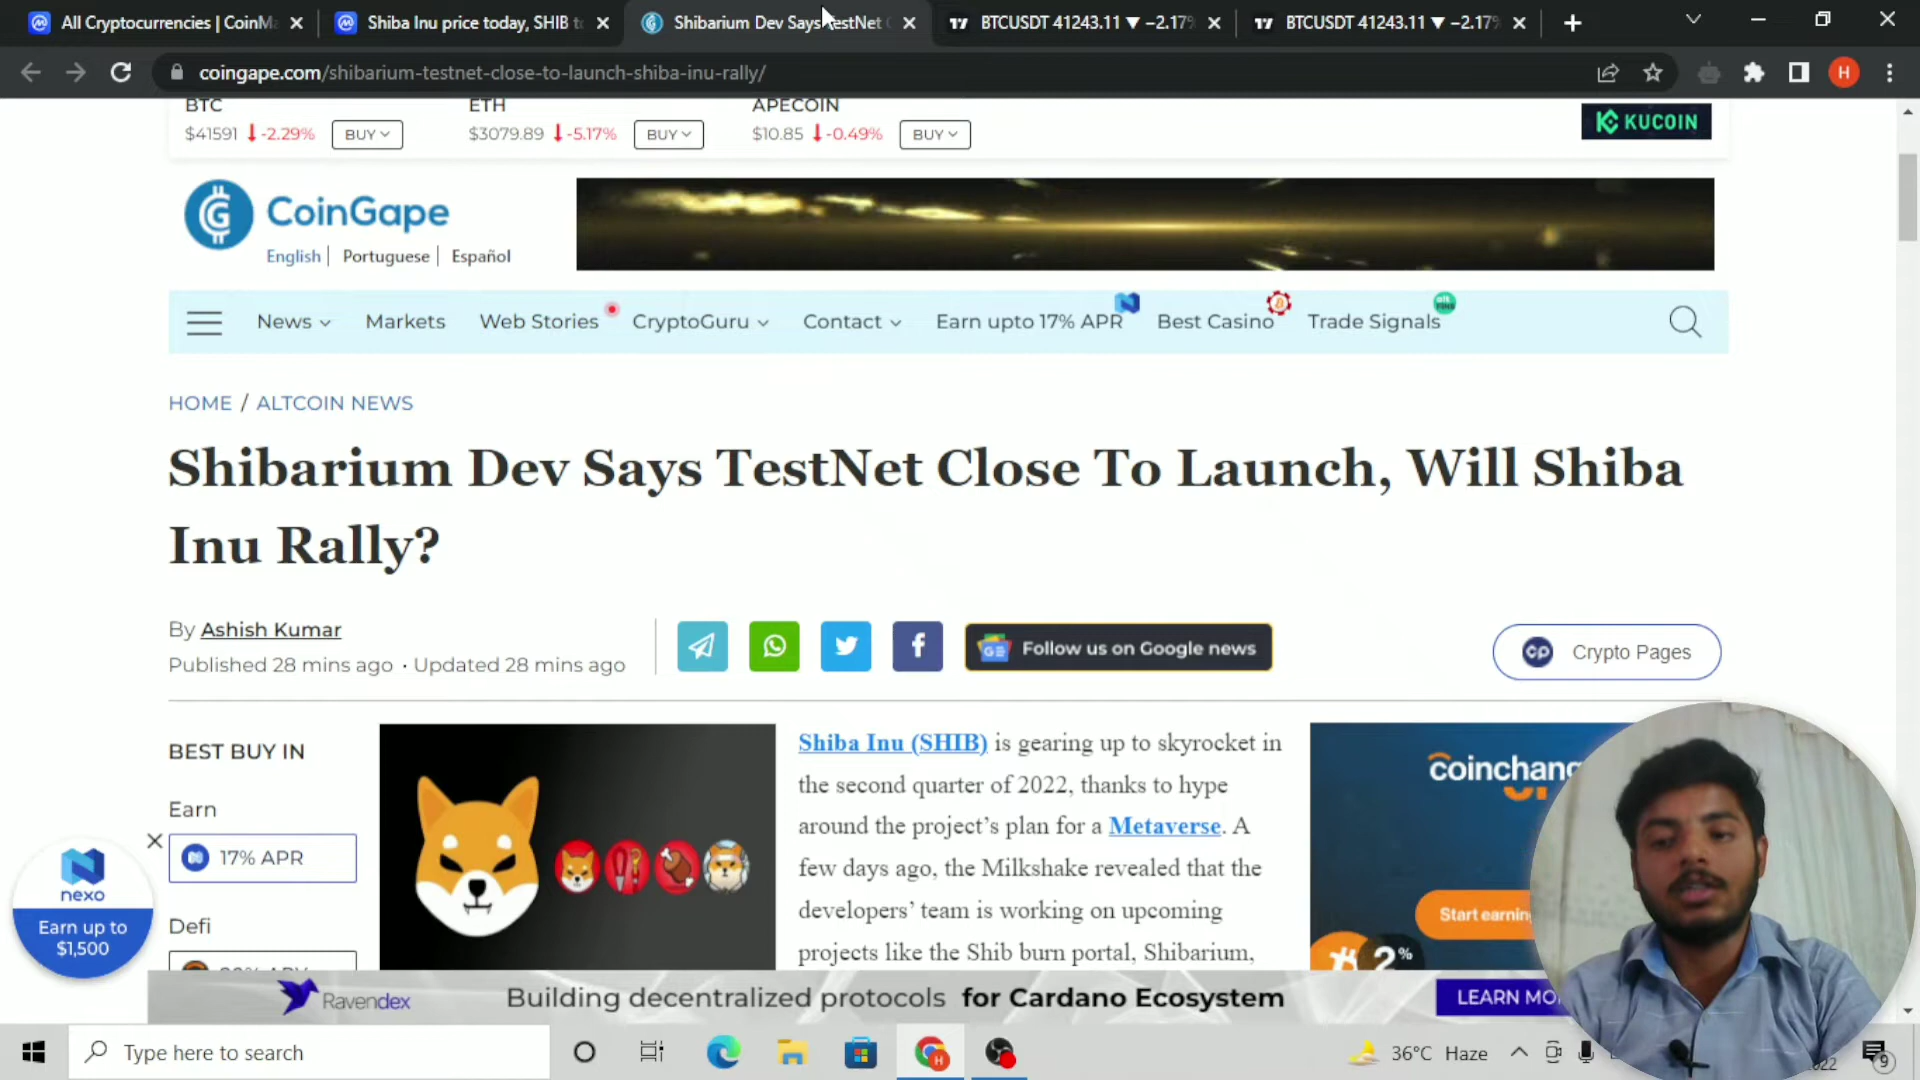 All Cryptocurrencies | CoinMa
Shiba Inu price today, SHIB to
Shibarium Dev Says TestNet C
BTCUSDT 41243.11 ▼ −2.17%
BTCUSDT 41243.11 ▼ −2.17%
coingape.com/shibarium-testnet-close-to-launch-shiba-inu-rally/
H
BTC
$41591 -2.29% BUY
ETH
$3079.89 -5.17% BUY
APECOIN
$10.85 -0.49% BUY
KUCOIN
CoinGape
English | Portuguese | Español
News Markets Web Stories CryptoGuru Contact Earn upto 17% APR Best Casino Trade Signals
HOME / ALTCOIN NEWS
Shibarium Dev Says TestNet Close To Launch, Will Shiba
Inu Rally?
By Ashish Kumar
Published 28 mins ago • Updated 28 mins ago
Follow us on Google news
cp Crypto Pages
BEST BUY IN
Earn
17% APR
Defi
nexo
Earn up to
$1,500
Shiba Inu (SHIB) is gearing up to skyrocket in
the second quarter of 2022, thanks to hype
around the project’s plan for a Metaverse. A
few days ago, the Milkshake revealed that the
developers’ team is working on upcoming
projects like the Shib burn portal, Shibarium,
coinchang
Start earnin
2%
Ravendex
Building decentralized protocols for Cardano Ecosystem
LEARN MO
Type here to search
36°C Haze
9